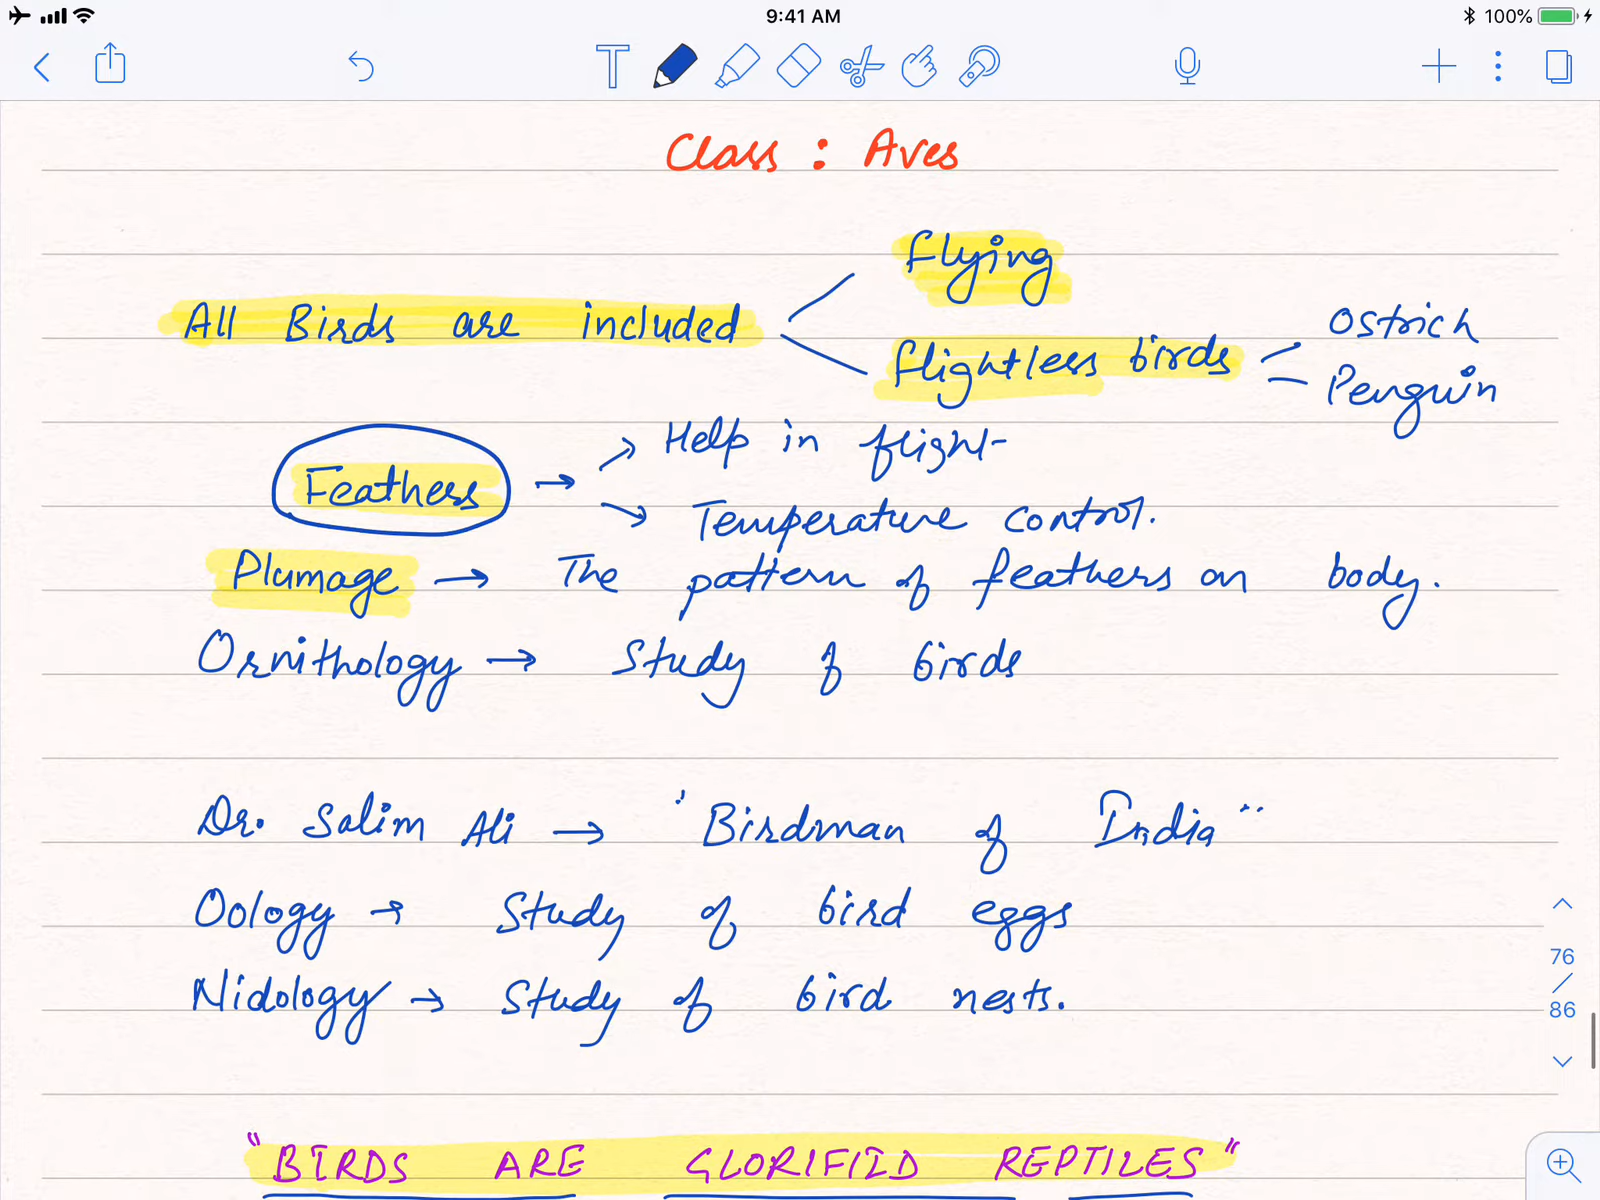 9:41 AM
100%
T
Class : Aves
Flying
All Birds are included
Flightless birds
Ostrich
Penguin
Feathers → → Help in flight
→ Temperature control.
Plumage → The pattern of feathers on body.
Ornithology → Study of birds
Dr. Salim Ali → ' Birdman of India "
Oology → Study of bird eggs
Nidology → Study of bird nests.
76
/
86
"BIRDS ARE GLORIFIED REPTILES"